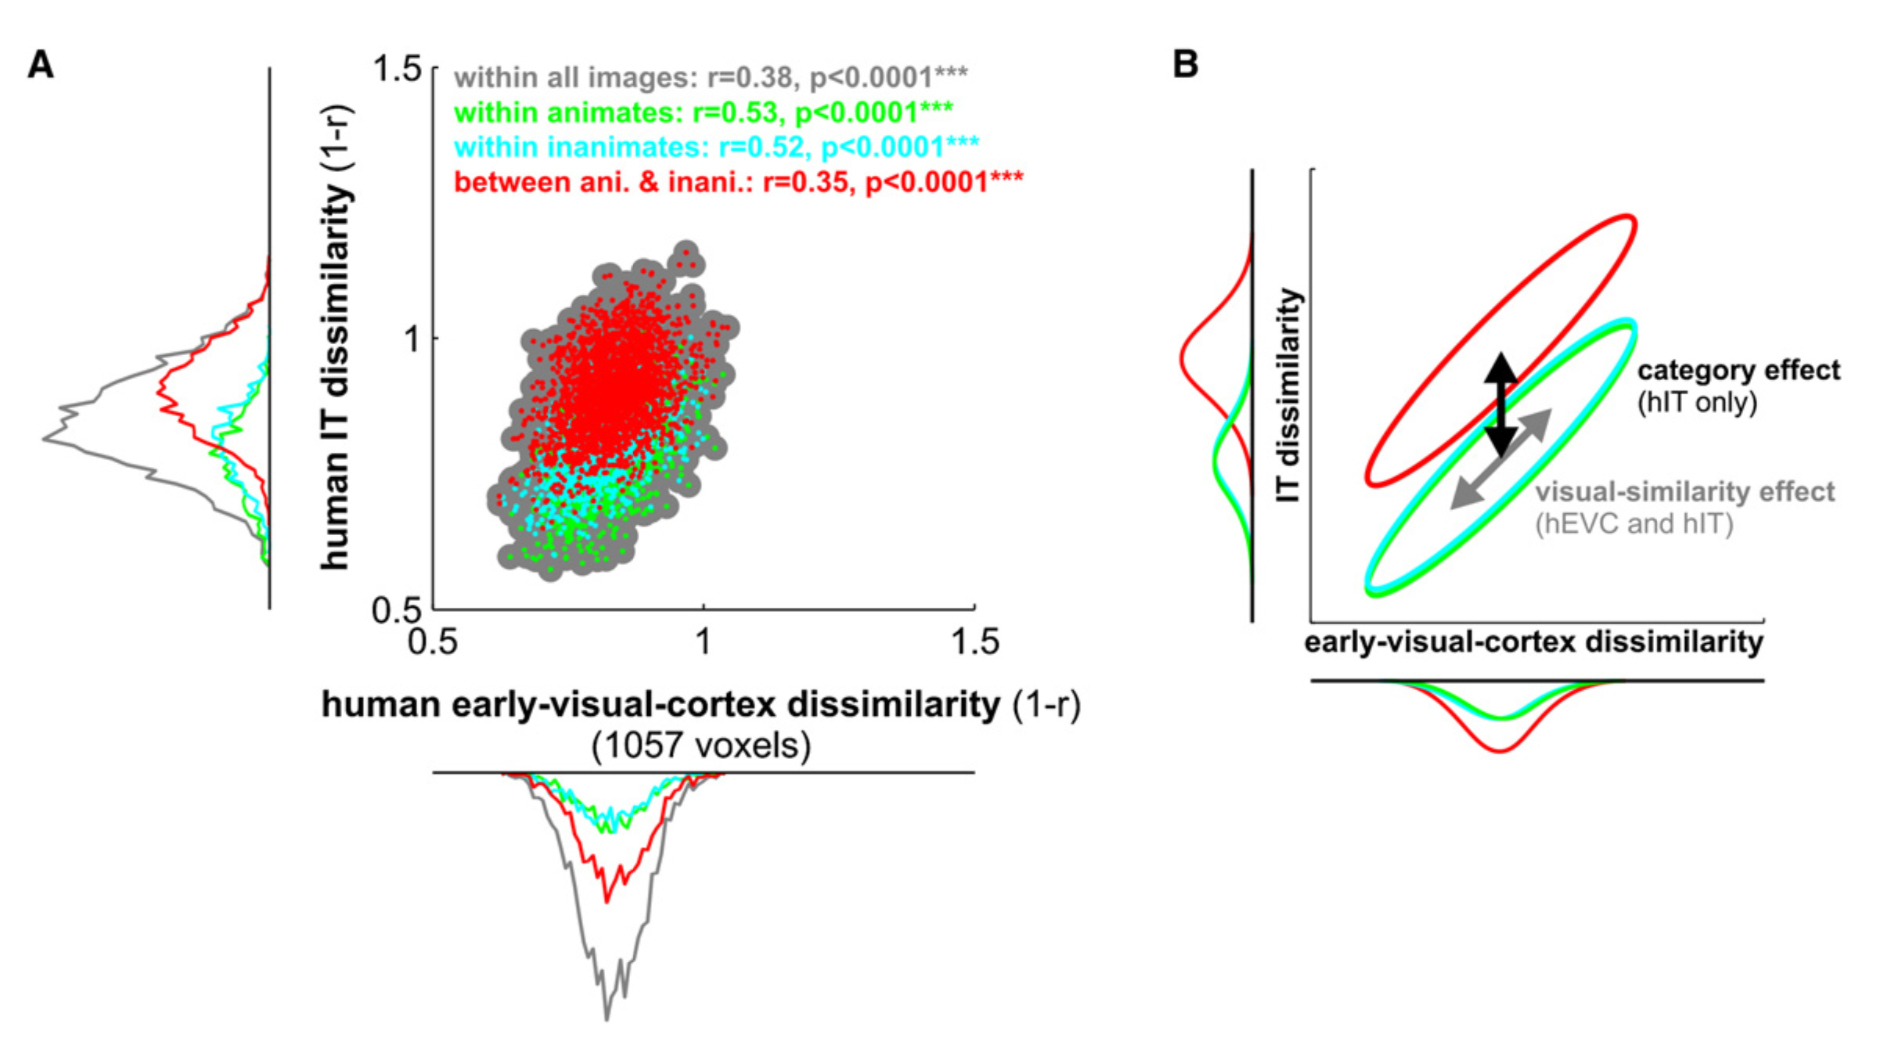 A
B
1.5
within all images: r=0.38, p<0.0001***
within animates: r=0.53, p<0.0001***
within inanimates: r=0.52, p<0.0001***
between ani. & inani.: r=0.35, p<0.0001***
human IT dissimilarity (1-r)
1
0.5
0.5
1
1.5
human early-visual-cortex dissimilarity (1-r)
(1057 voxels)
IT dissimilarity
category effect
(hIT only)
visual-similarity effect
(hEVC and hIT)
early-visual-cortex dissimilarity